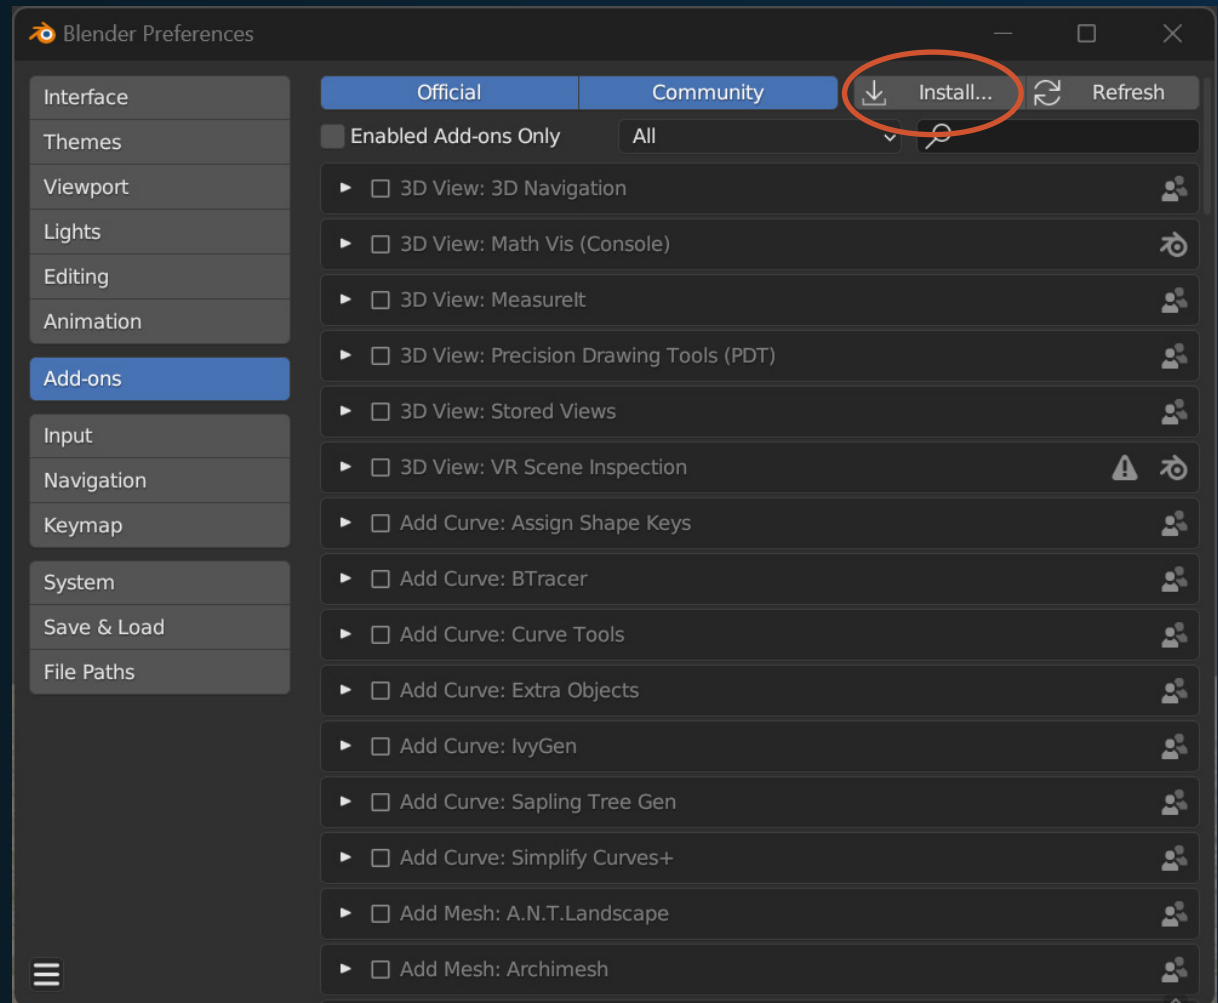 Blender Preferences
Interface
Themes
Viewport
Lights
Editing
Animation
Add-ons
Input
Navigation
Keymap
System
Save & Load
File Paths
Official Community Install... Refresh
Enabled Add-ons Only All
3D View: 3D Navigation
3D View: Math Vis (Console)
3D View: MeasureIt
3D View: Precision Drawing Tools (PDT)
3D View: Stored Views
3D View: VR Scene Inspection
Add Curve: Assign Shape Keys
Add Curve: BTracer
Add Curve: Curve Tools
Add Curve: Extra Objects
Add Curve: IvyGen
Add Curve: Sapling Tree Gen
Add Curve: Simplify Curves+
Add Mesh: A.N.T.Landscape
Add Mesh: Archimesh